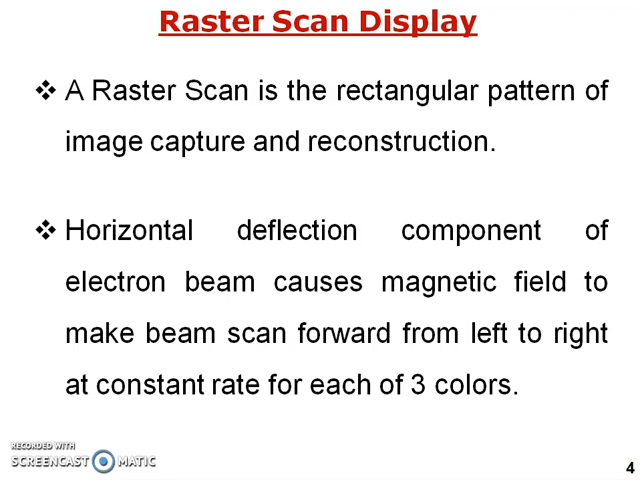 Raster Scan Display
❖ A Raster Scan is the rectangular pattern of
image capture and reconstruction.
❖ Horizontal deflection component of
electron beam causes magnetic field to
make beam scan forward from left to right
at constant rate for each of 3 colors.
RECORDED WITH
SCREENCAST MATIC
4